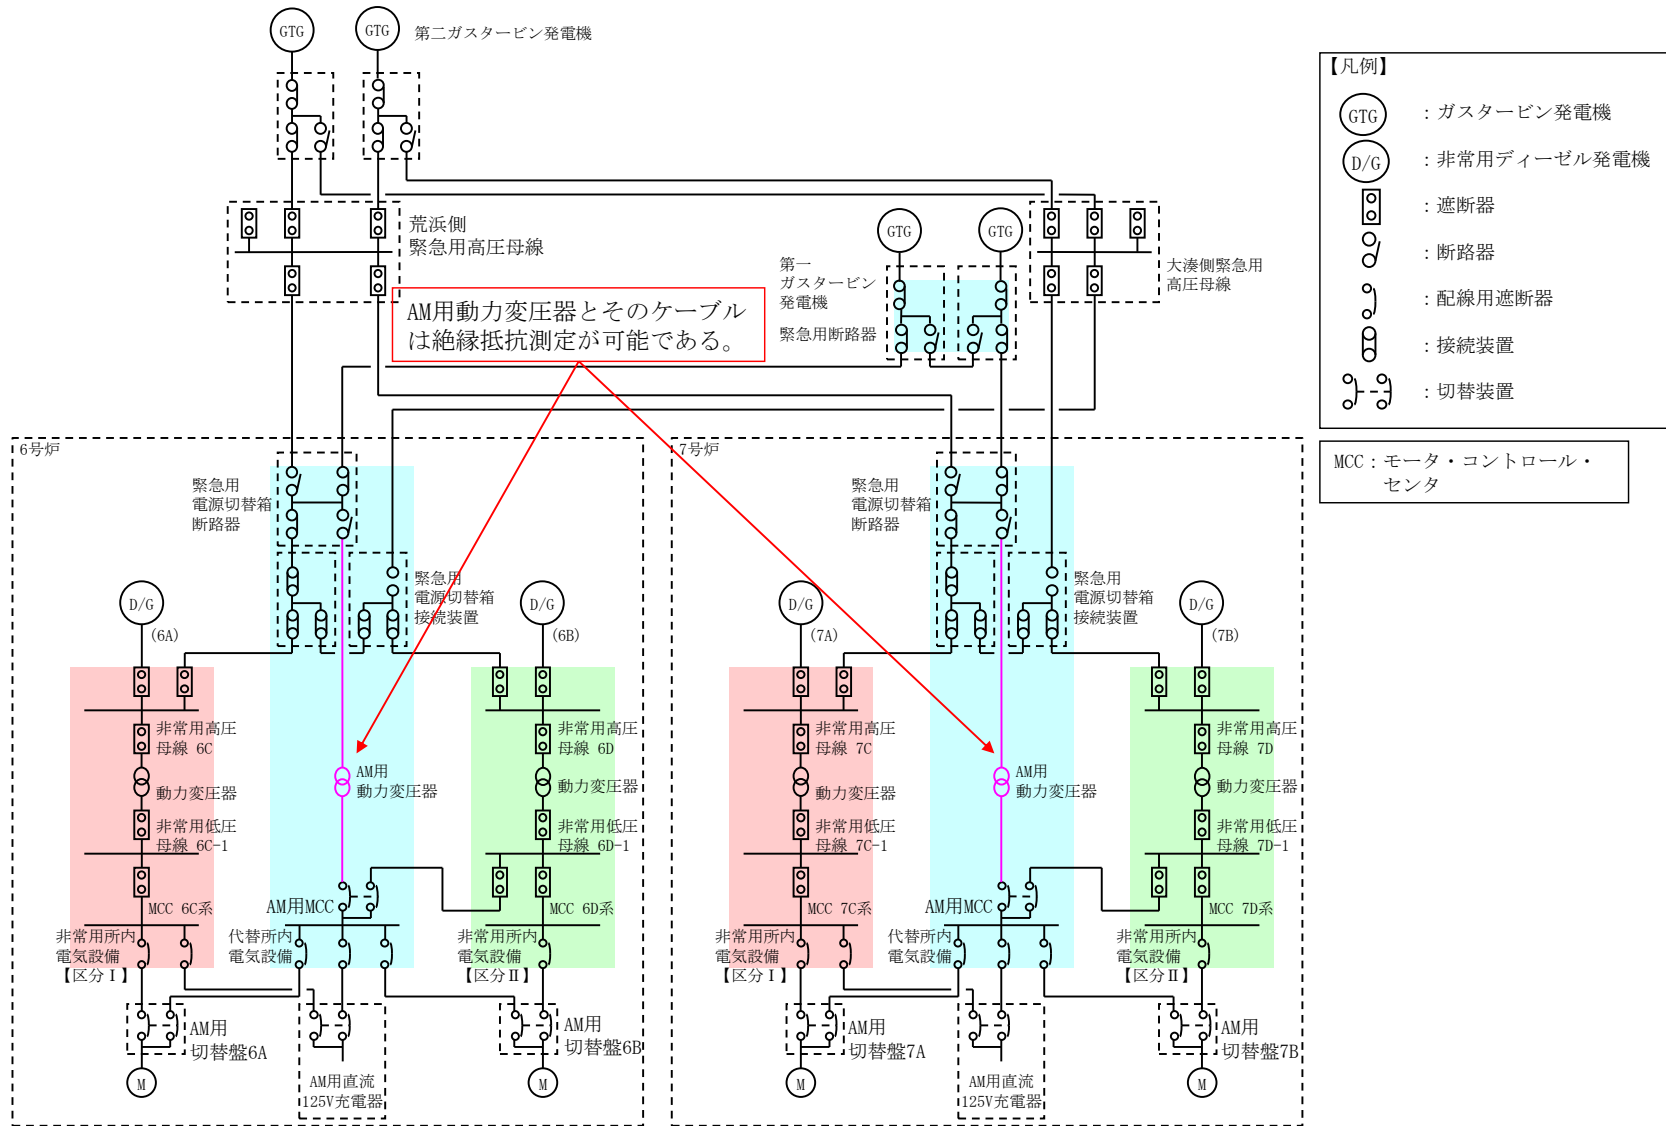 GTG
GTG
第二ガスタービン発電機
荒浜側
緊急用高圧母線
GTG
GTG
第一
ガスタービン
発電機
緊急用断路器
大湊側緊急用
高圧母線
AM用動力変圧器とそのケーブル
は絶縁抵抗測定が可能である。
【凡例】
GTG
：ガスタービン発電機
D/G
：非常用ディーゼル発電機
：遮断器
：断路器
：配線用遮断器
：接続装置
：切替装置
MCC：モータ・コントロール・
センタ
6号炉
緊急用
電源切替箱
断路器
緊急用
電源切替箱
接続装置
D/G
(6A)
D/G
(6B)
非常用高圧
母線 6C
動力変圧器
非常用低圧
母線 6C-1
MCC 6C系
非常用所内
電気設備
【区分Ⅰ】
AM用
動力変圧器
AM用MCC
代替所内
電気設備
非常用高圧
母線 6D
動力変圧器
非常用低圧
母線 6D-1
MCC 6D系
非常用所内
電気設備
【区分Ⅱ】
AM用
切替盤6A
M
AM用直流
125V充電器
AM用
切替盤6B
M
7号炉
緊急用
電源切替箱
断路器
緊急用
電源切替箱
接続装置
D/G
(7A)
D/G
(7B)
非常用高圧
母線 7C
動力変圧器
非常用低圧
母線 7C-1
MCC 7C系
非常用所内
電気設備
【区分Ⅰ】
AM用
動力変圧器
AM用MCC
代替所内
電気設備
非常用高圧
母線 7D
動力変圧器
非常用低圧
母線 7D-1
MCC 7D系
非常用所内
電気設備
【区分Ⅱ】
AM用
切替盤7A
M
AM用直流
125V充電器
AM用
切替盤7B
M